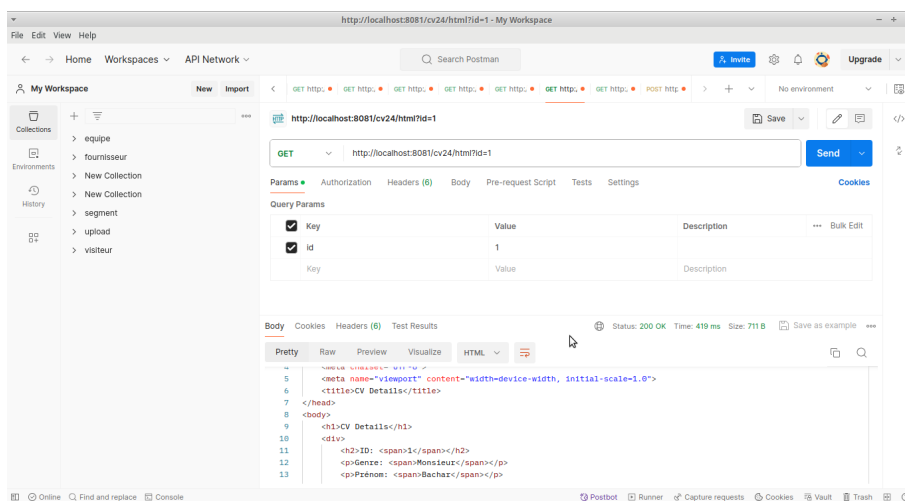 http://localhost:8081/cv24/html?id=1 - My Workspace
File Edit View Help
Home Workspaces API Network Search Postman Invite Upgrade
My Workspace New Import GET http:, GET http:, GET http:, GET http:, GET http:, GET http:, GET http:, POST http No environment
Collections
Environments
History
equipe
fournisseur
New Collection
New Collection
segment
upload
visiteur
HTTP http://localhost:8081/cv24/html?id=1 Save
GET http://localhost:8081/cv24/html?id=1 Send
Params Authorization Headers (6) Body Pre-request Script Tests Settings Cookies
Query Params
Key Value Description Bulk Edit
id 1
Key Value Description
Body Cookies Headers (6) Test Results Status: 200 OK Time: 419 ms Size: 711 B Save as example
Pretty Raw Preview Visualize HTML
5 <meta name="viewport" content="width=device-width, initial-scale=1.0">
6 <title>CV Details</title>
7 </head>
8 <body>
9 <h1>CV Details</h1>
10 <div>
11 <h2>ID: <span>1</span></h2>
12 <p>Genre: <span>Monsieur</span></p>
13 <p>Prénom: <span>Bachar</span></p>
Online Find and replace Console Postbot Runner Capture requests Cookies Vault Trash